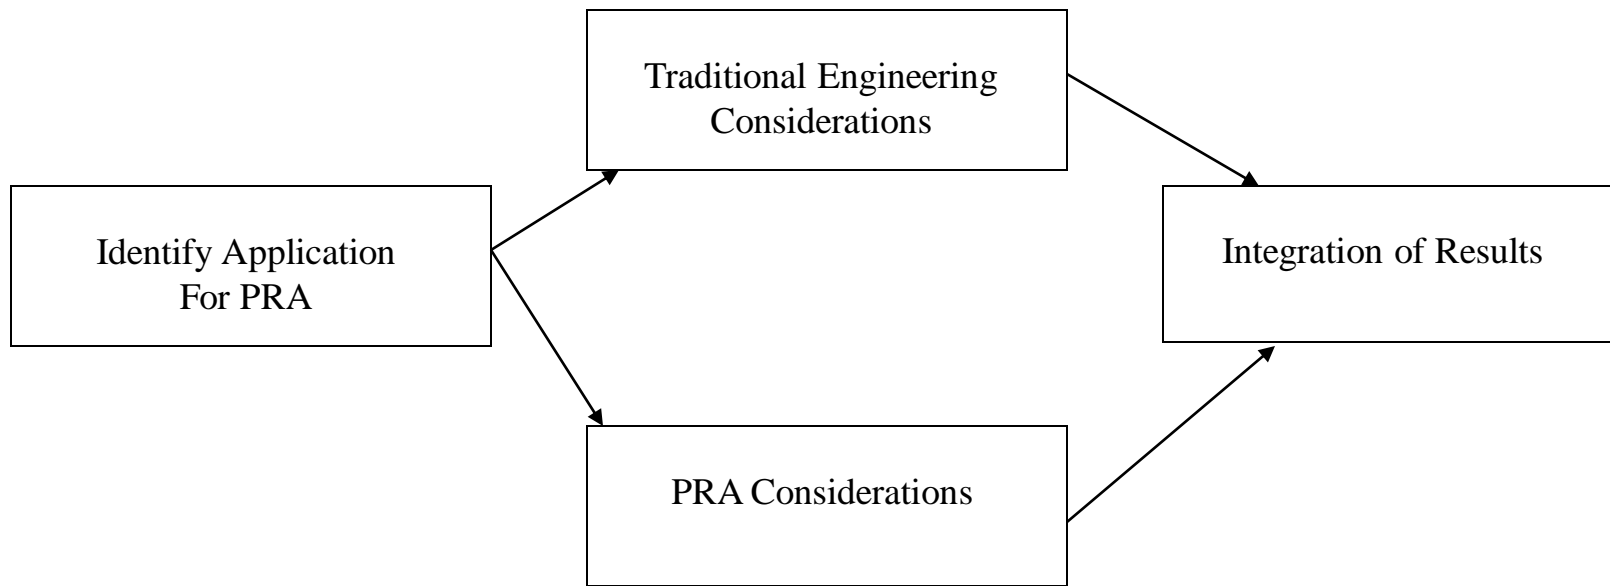 Traditional Engineering
Considerations
Identify Application
For PRA
Integration of Results
PRA Considerations